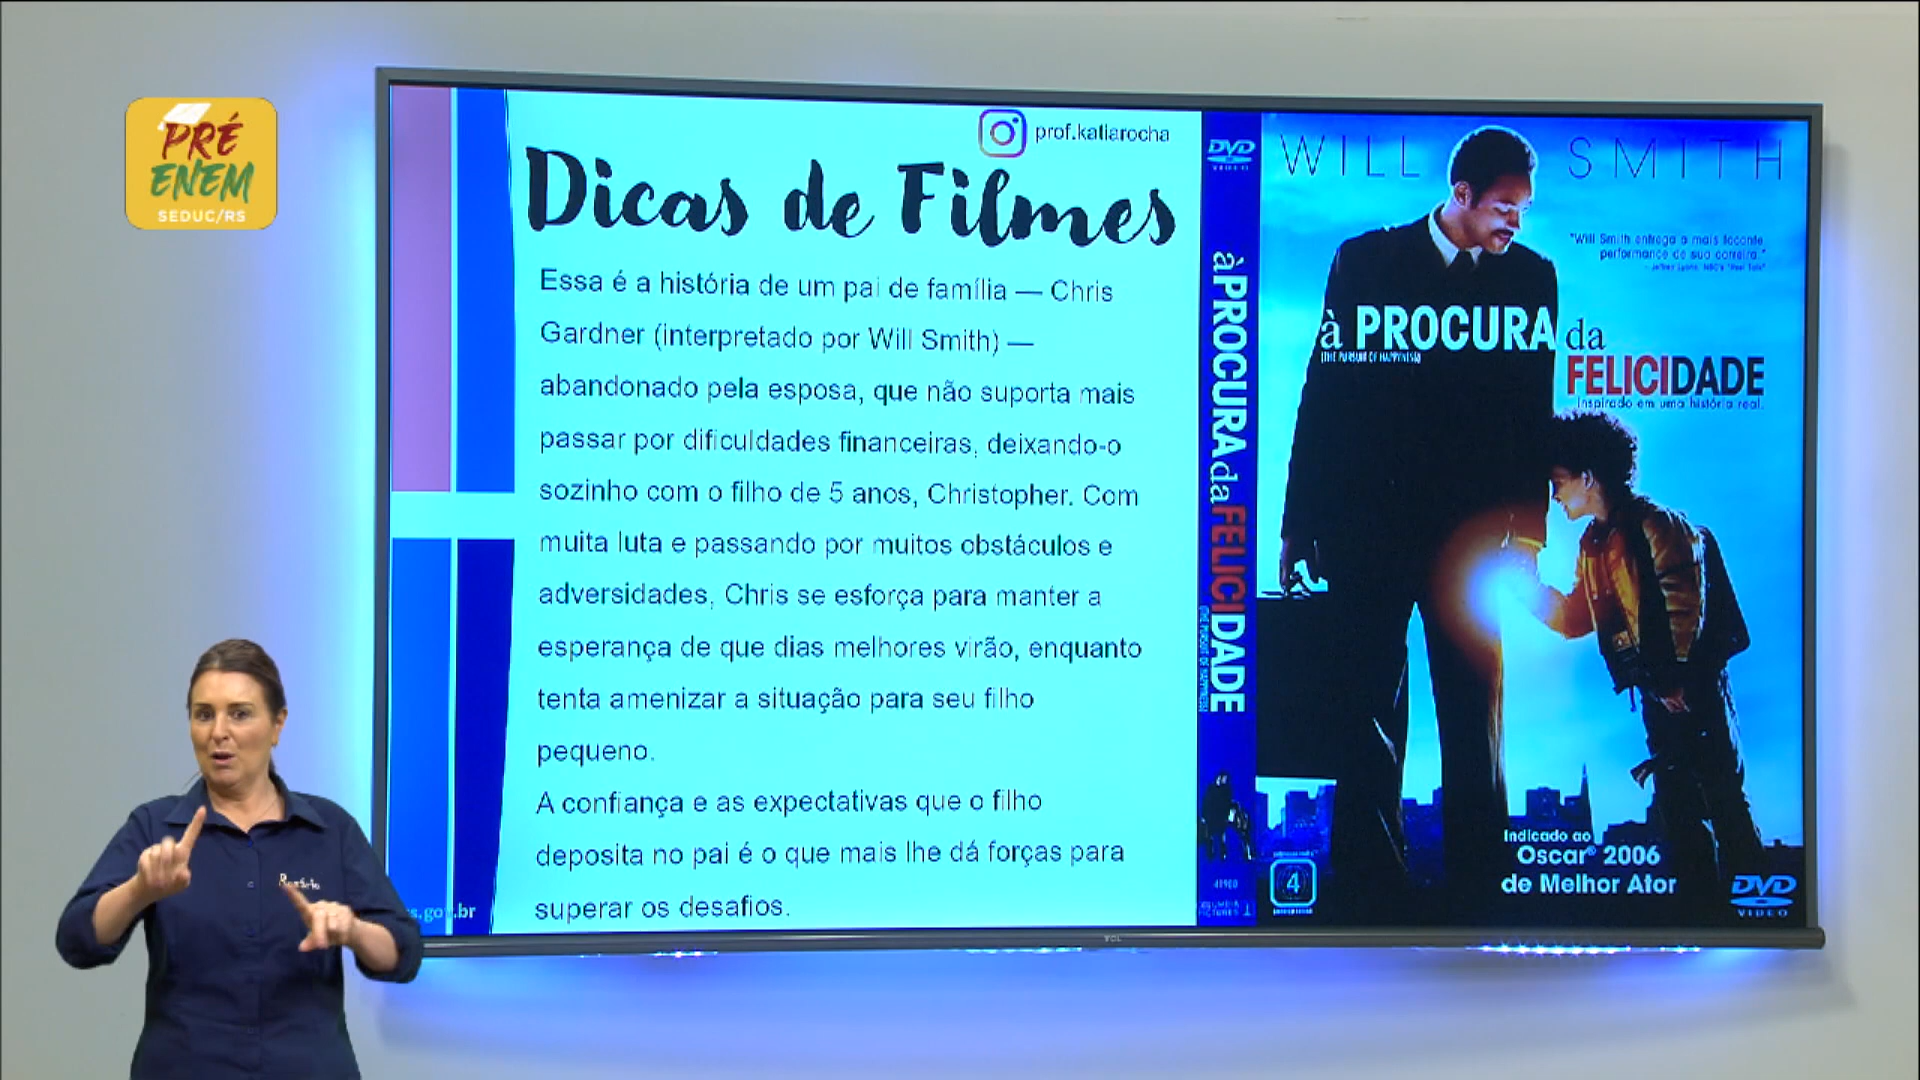 PRÉ
ENEM
SEDUC/RS
prof.katiarocha
Dicas de Filmes
Essa é a história de um pai de família — Chris
Gardner (interpretado por Will Smith) —
abandonado pela esposa, que não suporta mais
passar por dificuldades financeiras, deixando-o
sozinho com o filho de 5 anos, Christopher. Com
muita luta e passando por muitos obstáculos e
adversidades, Chris se esforça para manter a
esperança de que dias melhores virão, enquanto
tenta amenizar a situação para seu filho
pequeno.
A confiança e as expectativas que o filho
deposita no pai é o que mais lhe dá forças para
superar os desafios.
rs.gov.br
DVD
VIDEO
à PROCURA da FELICIDADE
WILL SMITH
"Will Smith entrega a mais tocante
performance de sua carreira."
à PROCURA da
FELICIDADE
Inspirado em uma história real.
Indicado ao
Oscar® 2006
de Melhor Ator
4
DVD
VIDEO
TCL